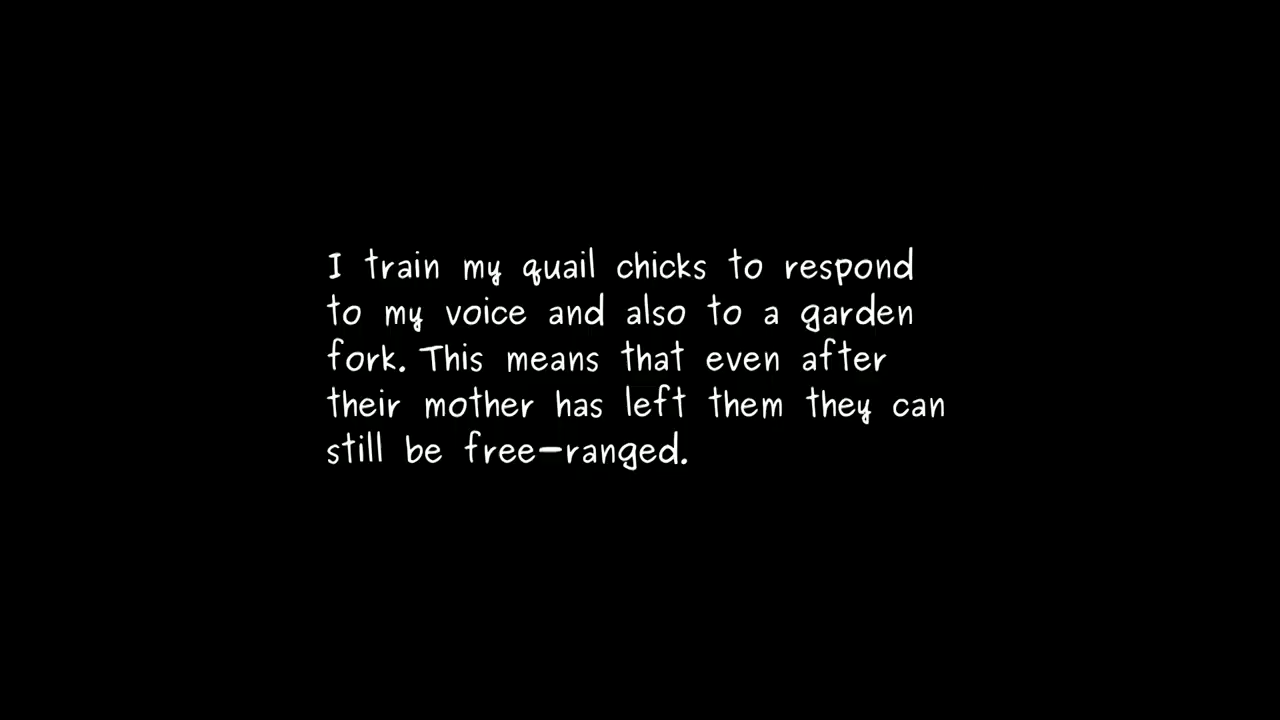 I train my quail chicks to respond
to my voice and also to a garden
fork. This means that even after
their mother has left them they can
still be free-ranged.